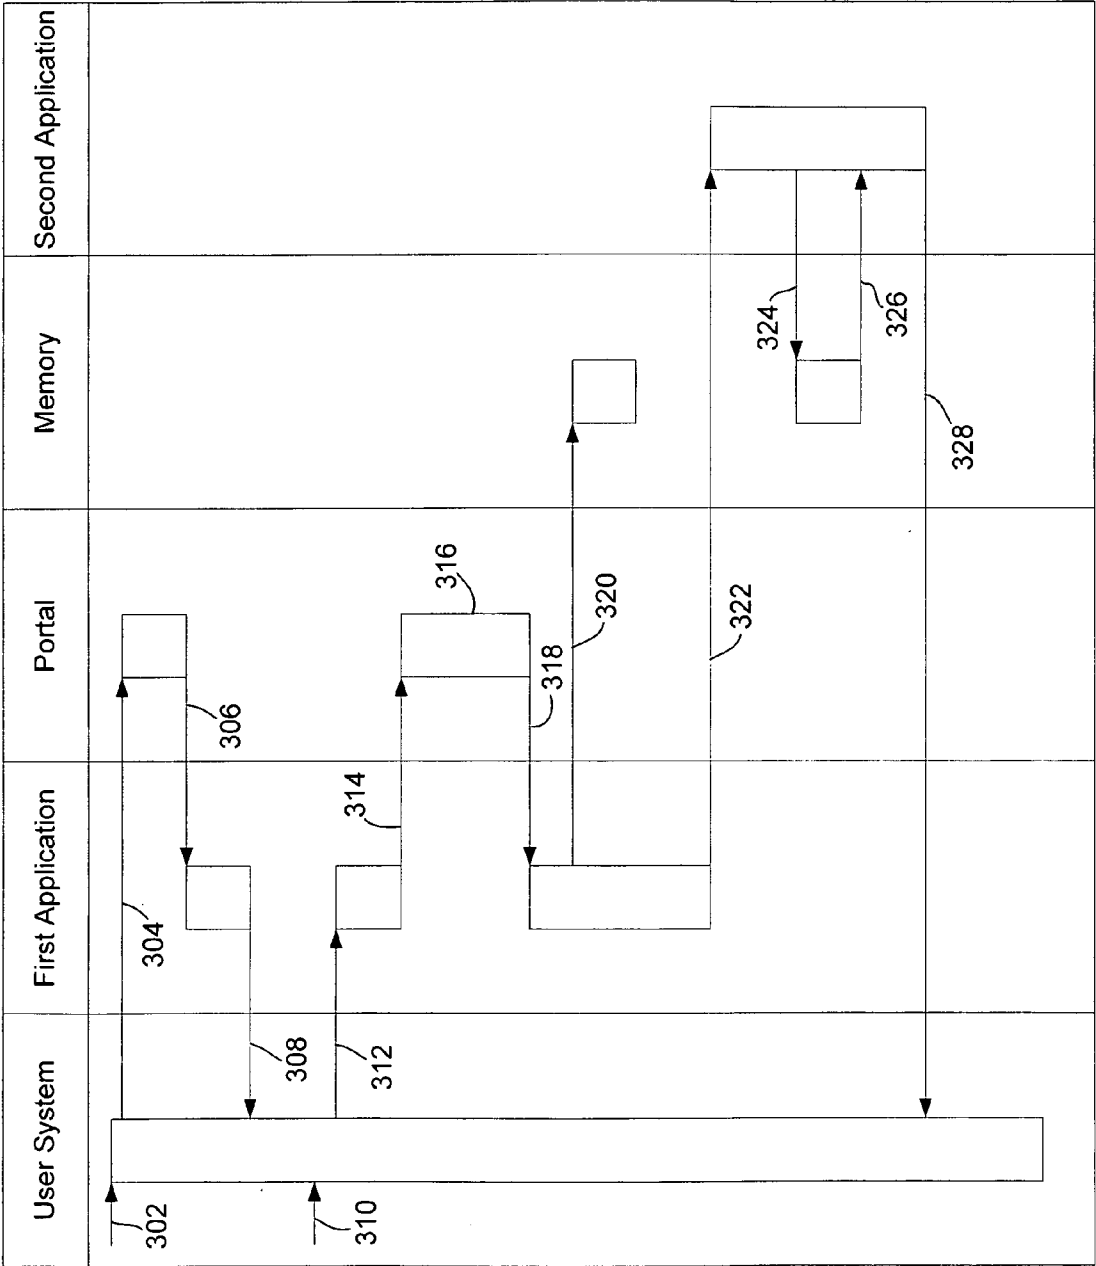 User System
First Application
Portal
Memory
Second Application
302
304
306
308
310
312
314
316
318
320
322
324
326
328